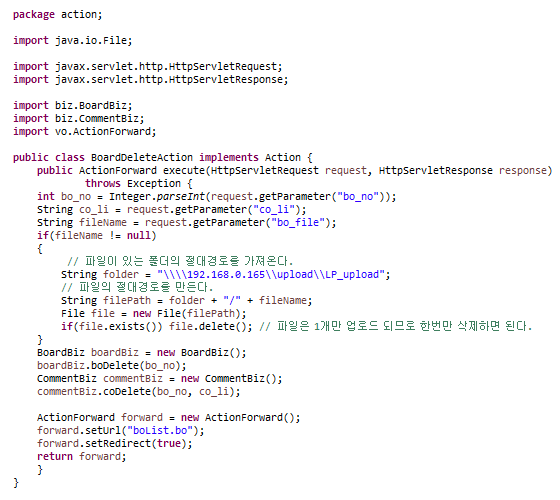 package action;
import java.io.File;
import javax.servlet.http.HttpServletRequest;
import javax.servlet.http.HttpServletResponse;
import biz.BoardBiz;
import biz.CommentBiz;
import vo.ActionForward;
public class BoardDeleteAction implements Action {
public ActionForward execute(HttpServletRequest request, HttpServletResponse response)
throws Exception {
int bo_no = Integer.parseInt(request.getParameter("bo_no"));
String co_li = request.getParameter("co_li");
String fileName = request.getParameter("bo_file");
if(fileName != null)
{
// 파일이 있는 폴더의 절대경로를 가져온다.
String folder = "\\\\192.168.0.165\\upload\\LP_upload";
// 파일의 절대경로를 만든다.
String filePath = folder + "/" + fileName;
File file = new File(filePath);
if(file.exists()) file.delete(); // 파일은 1개만 업로드 되므로 한번만 삭제하면 된다.
}
BoardBiz boardBiz = new BoardBiz();
boardBiz.boDelete(bo_no);
CommentBiz commentBiz = new CommentBiz();
commentBiz.coDelete(bo_no, co_li);
ActionForward forward = new ActionForward();
forward.setUrl("boList.bo");
forward.setRedirect(true);
return forward;
}
}